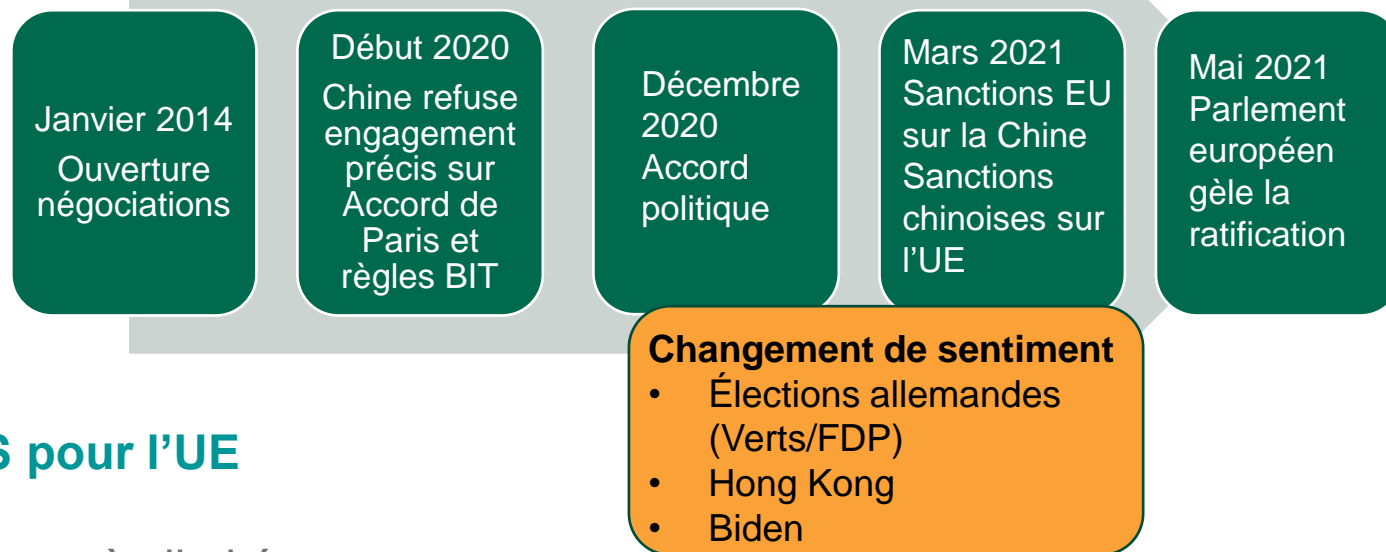 Janvier 2014
Ouverture
négociations
Début 2020
Chine refuse
engagement
précis sur
Accord de
Paris et
règles BIT
Décembre
2020
Accord
politique
Mars 2021
Sanctions EU
sur la Chine
Sanctions
chinoises sur
l’UE
Mai 2021
Parlement
européen
gèle la
ratification
Changement de sentiment
• Élections allemandes
(Verts/FDP)
• Hong Kong
• Biden
S pour l’UE